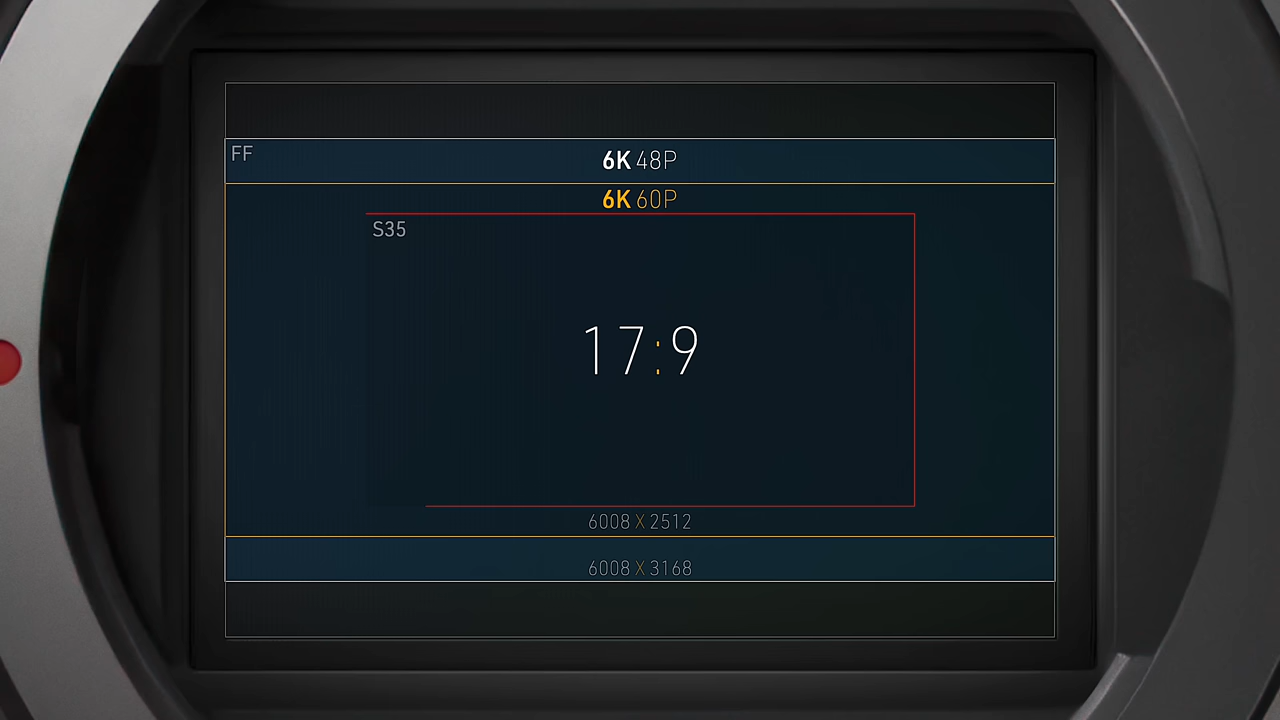 FF
6K 48P
6K 60P
S35
17:9
6008 X 2512
6008 X 3168